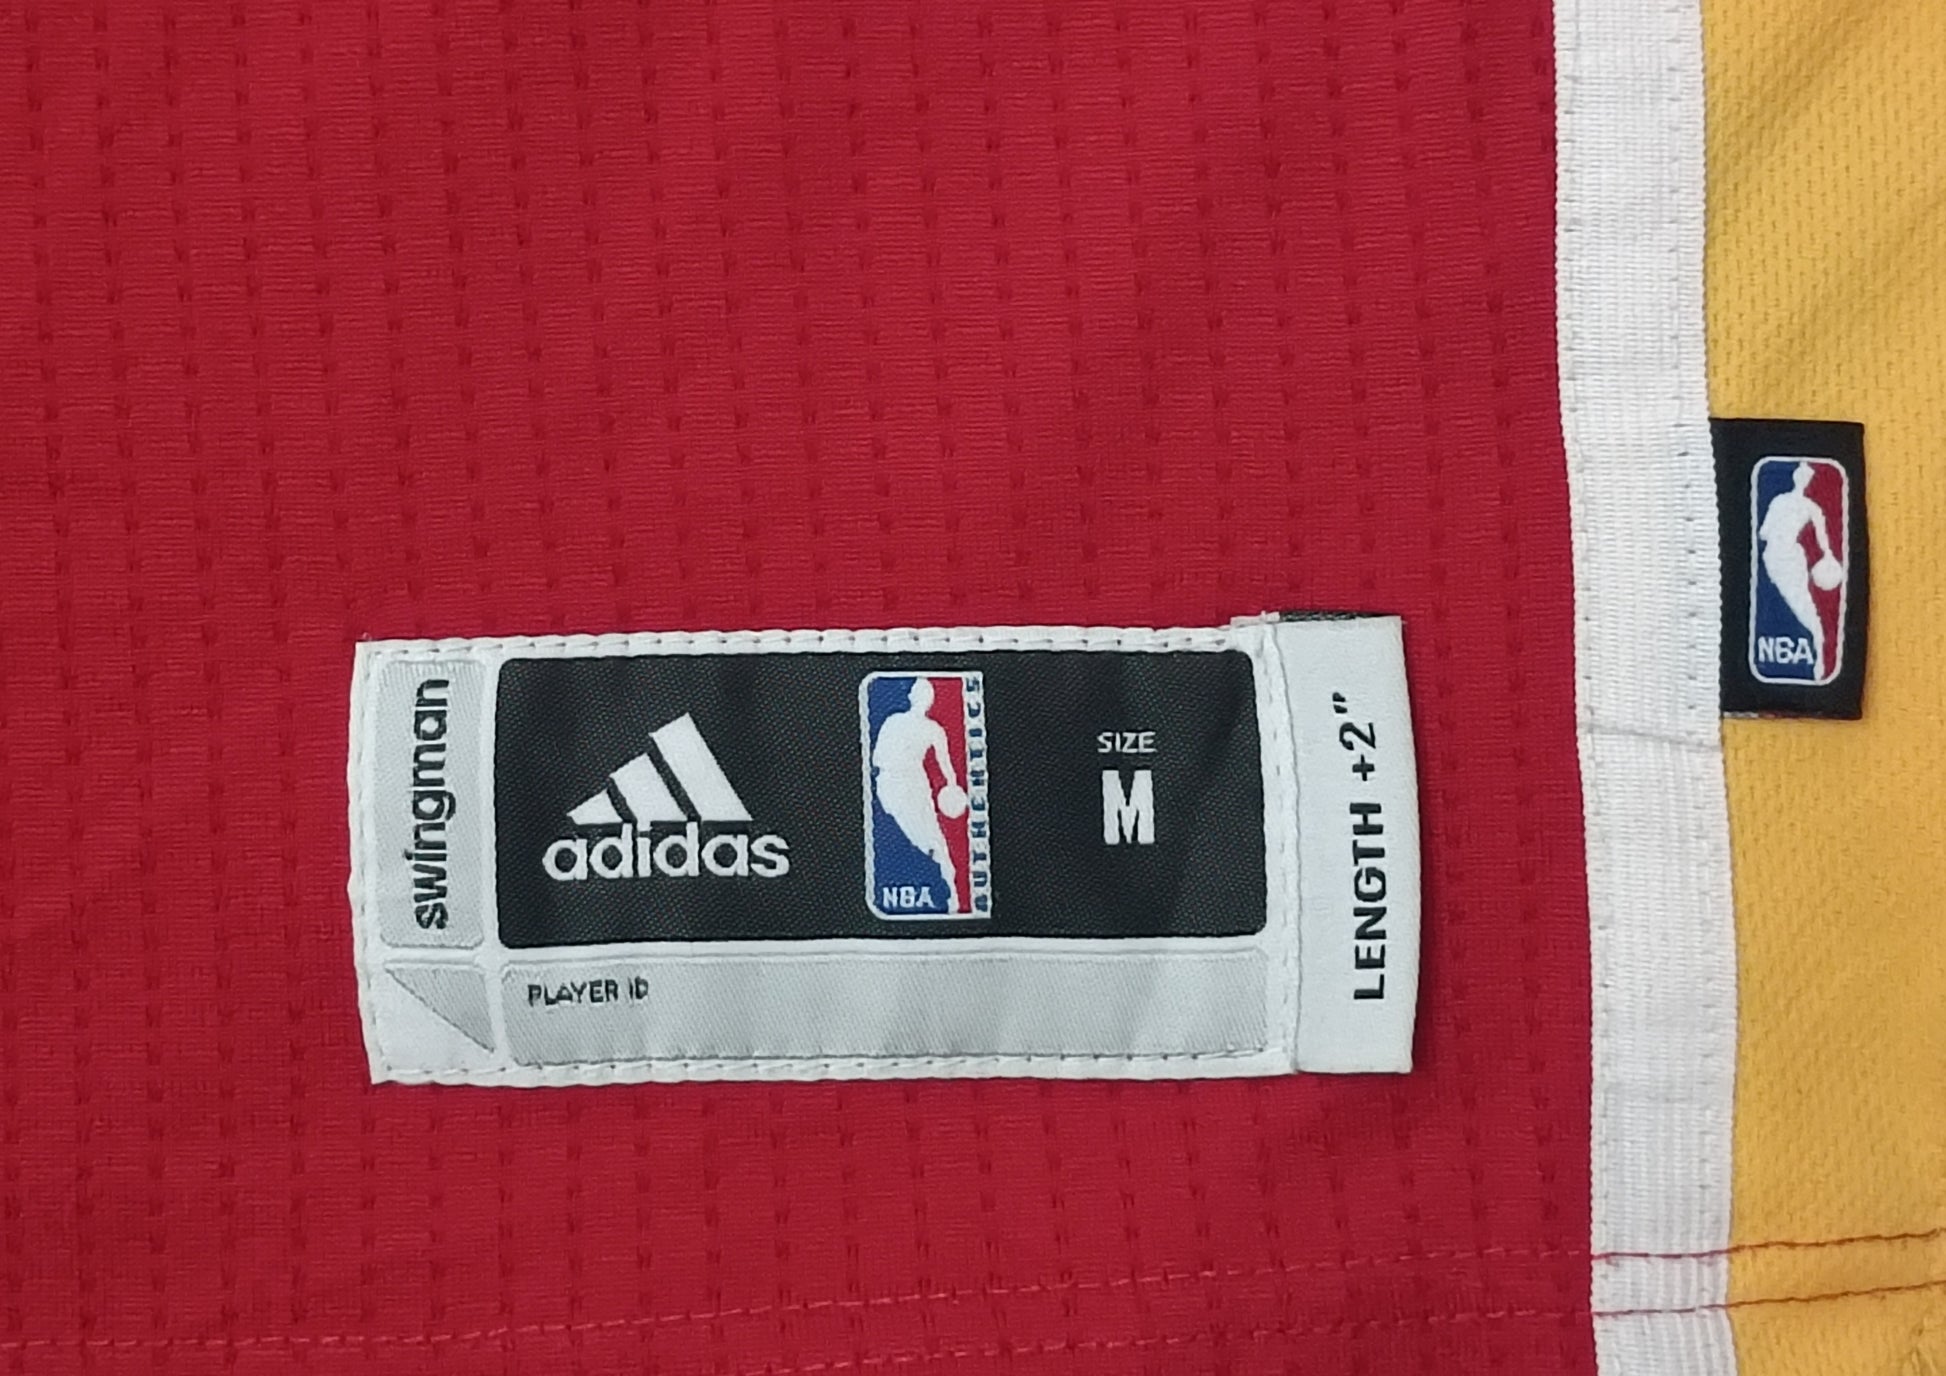 swingman
adidas
NBA
AUTHENTICS
SIZE
M
LENGTH +2"
PLAYER ID
NBA